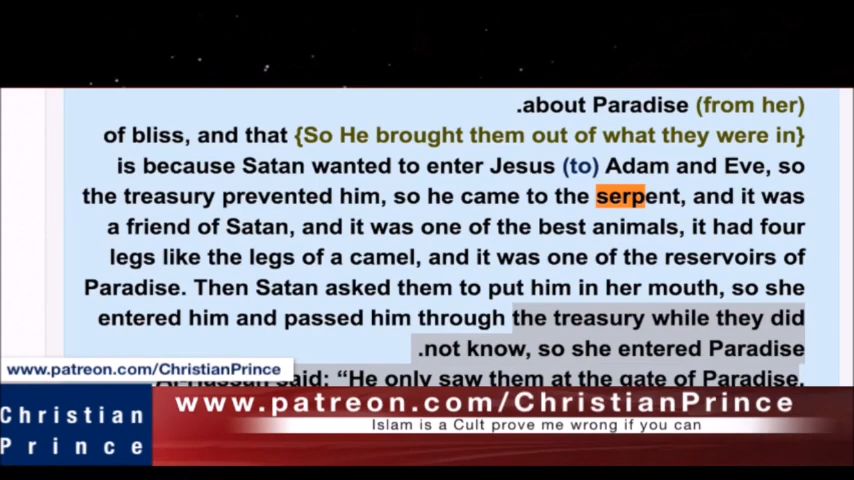 .about Paradise (from her)
of bliss, and that {So He brought them out of what they were in}
is because Satan wanted to enter Jesus (to) Adam and Eve, so
the treasury prevented him, so he came to the serpent, and it was
a friend of Satan, and it was one of the best animals, it had four
legs like the legs of a camel, and it was one of the reservoirs of
Paradise. Then Satan asked them to put him in her mouth, so she
entered him and passed him through the treasury while they did
.not know, so she entered Paradise
said: “He only saw them at the gate of Paradise,
www.patreon.com/ChristianPrince
Christian
Prince
www.patreon.com/ChristianPrince
Islam is a Cult prove me wrong if you can